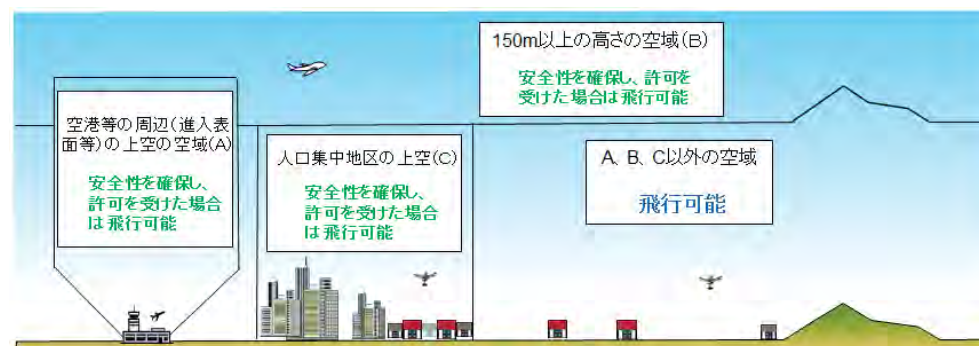 150m以上の高さの空域(B)
安全性を確保し、許可を
受けた場合は飛行可能
空港等の周辺(進入表
面等)の上空の空域(A)
安全性を確保し、
許可を受けた場合
は飛行可能
人口集中地区の上空(C)
安全性を確保し、
許可を受けた場合
は飛行可能
A、B、C以外の空域
飛行可能